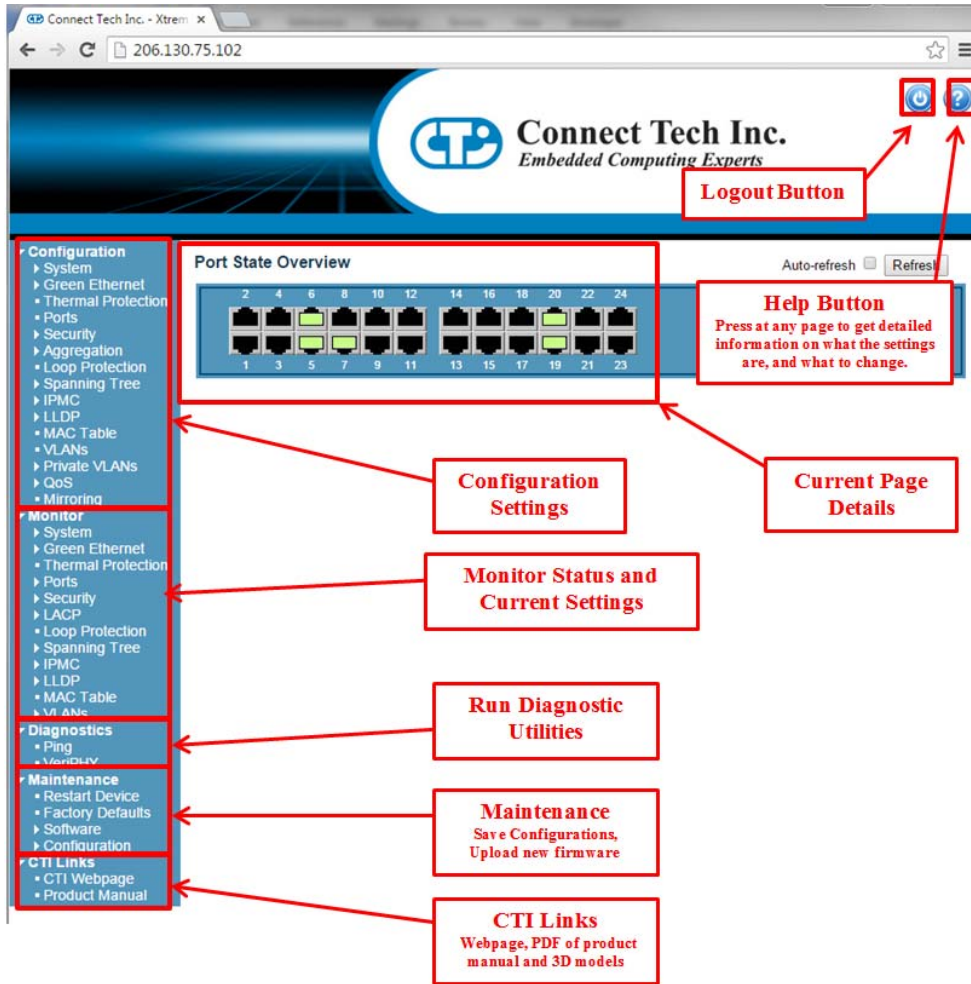 Connect Tech Inc. - Xtrem
206.130.75.102
Connect Tech Inc.
Embedded Computing Experts
Logout Button
Configuration
System
Green Ethernet
Thermal Protection
Ports
Security
Aggregation
Loop Protection
Spanning Tree
IPMC
LLDP
MAC Table
VLANs
Private VLANs
QoS
Mirroring
Monitor
System
Green Ethernet
Thermal Protection
Ports
Security
LACP
Loop Protection
Spanning Tree
IPMC
LLDP
MAC Table
VLANs
Diagnostics
Ping
VeriPHY
Maintenance
Restart Device
Factory Defaults
Software
Configuration
CTI Links
CTI Webpage
Product Manual
Port State Overview
Auto-refresh Refresh
2 4 6 8 10 12 14 16 18 20 22 24
1 3 5 7 9 11 13 15 17 19 21 23
Help Button
Press at any page to get detailed
information on what the settings
are, and what to change.
Configuration
Settings
Current Page
Details
Monitor Status and
Current Settings
Run Diagnostic
Utilities
Maintenance
Save Configurations,
Upload new firmware
CTI Links
Webpage, PDF of product
manual and 3D models